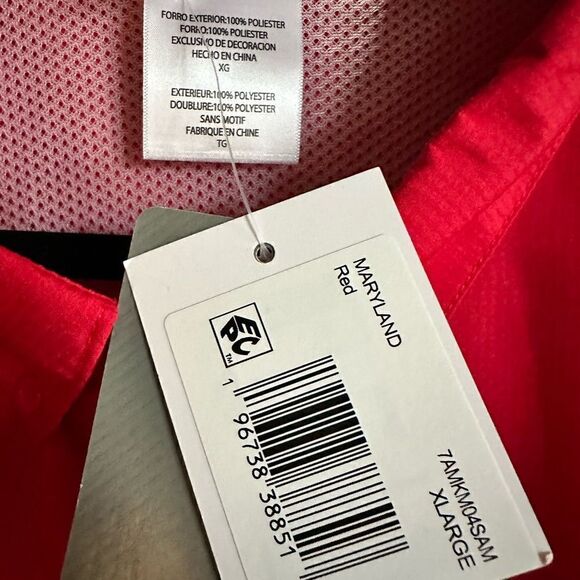 FORRO EXTERIOR:100% POLIESTER
FORRO:100% POLIESTER
EXCLUSIVO DE DECORACION
HECHO EN CHINA
XG
EXTERIEUR:100% POLYESTER
DOUBLURE:100% POLYESTER
SANS MOTIF
FABRIQUE EN CHINE
TG
MARYLAND
Red
EPC
TM
1 96738 38851
7AMKM04SAM
XLARGE